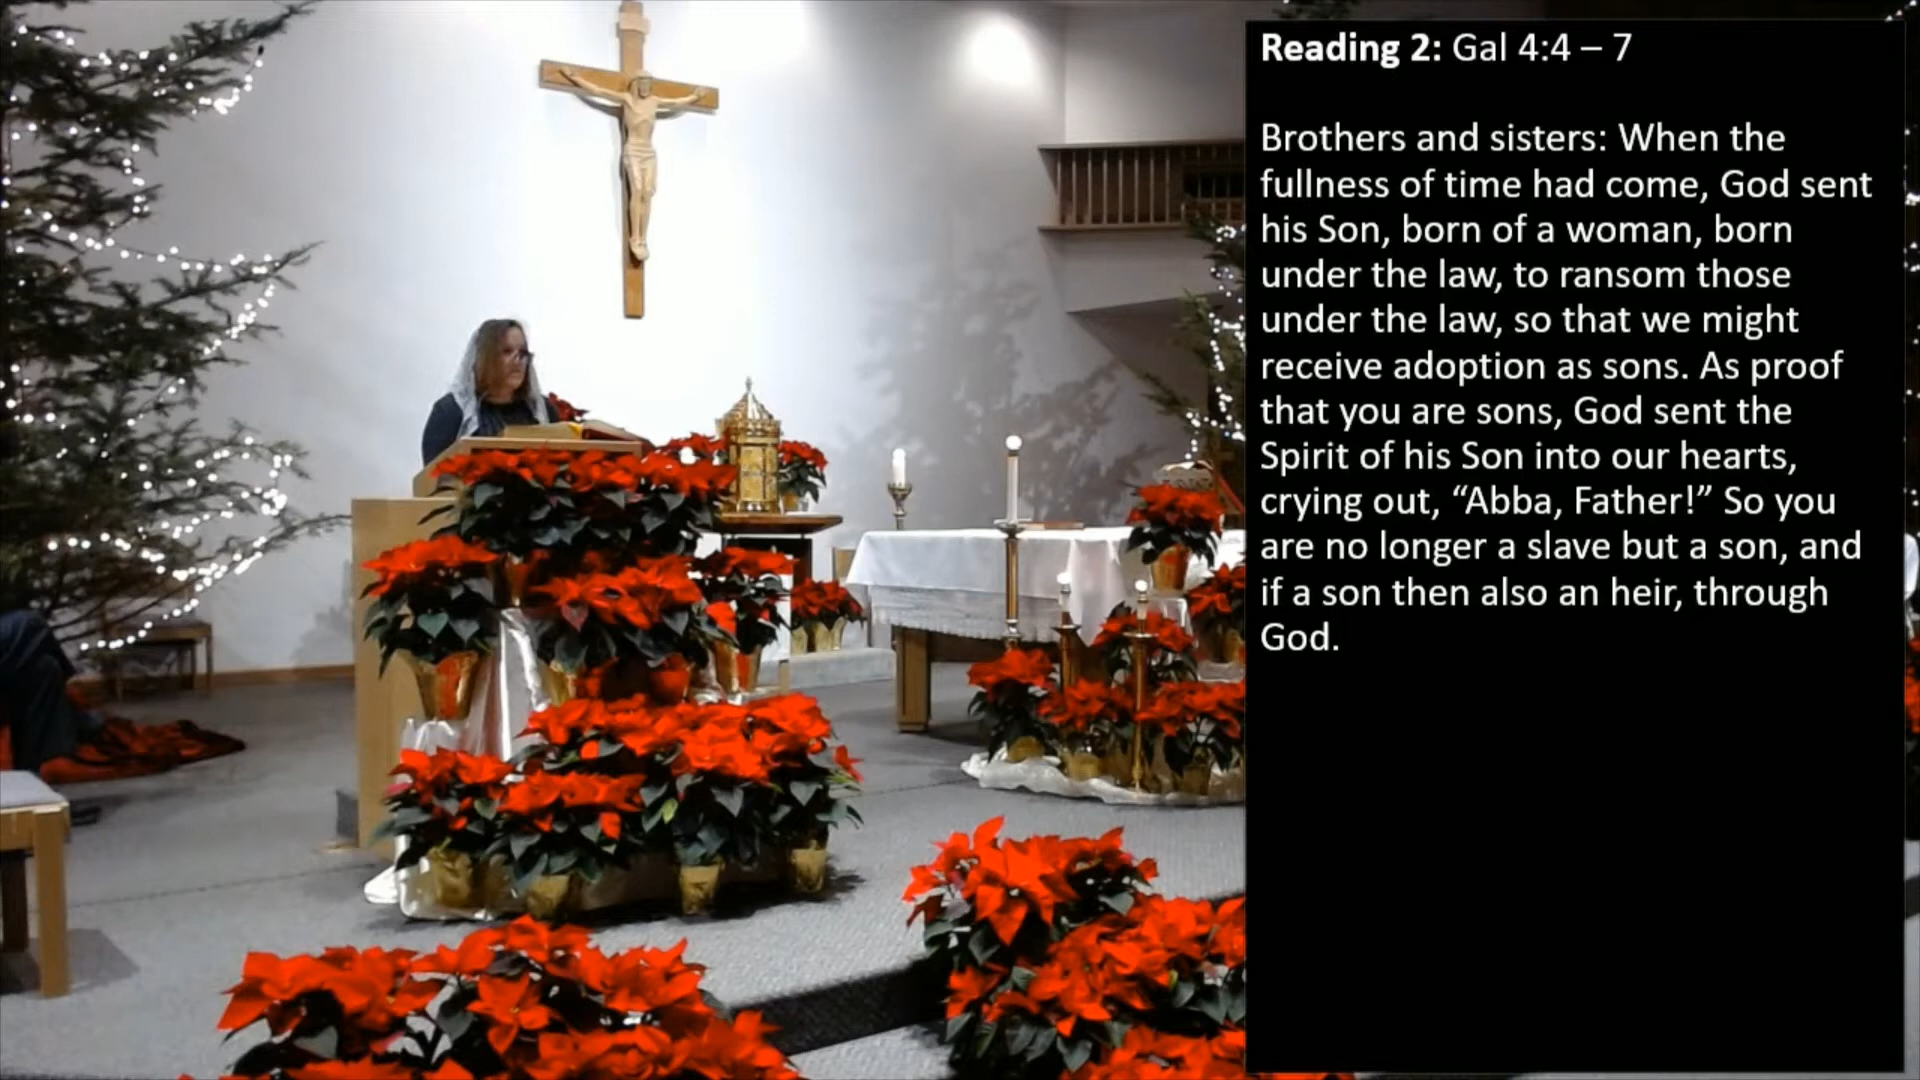 Reading 2: Gal 4:4 – 7
Brothers and sisters: When the
fullness of time had come, God sent
his Son, born of a woman, born
under the law, to ransom those
under the law, so that we might
receive adoption as sons. As proof
that you are sons, God sent the
Spirit of his Son into our hearts,
crying out, “Abba, Father!” So you
are no longer a slave but a son, and
if a son then also an heir, through
God.